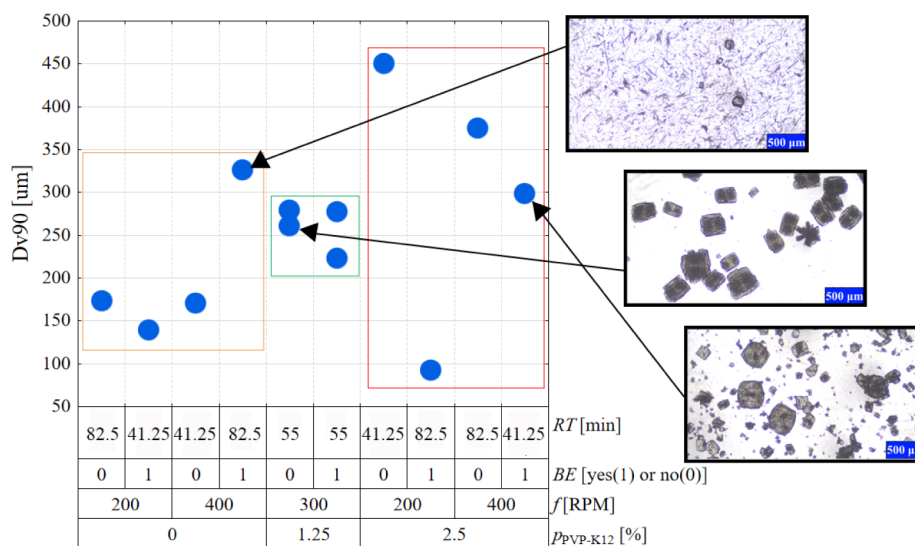 500
450
400
350
300
250
200
150
100
50
Dv90 [um]
500 μm
500 μm
500 μm
82.5 41.25 41.25 82.5 55 55 41.25 82.5 82.5 41.25 RT [min]
0 1 0 1 0 1 0 1 0 1 BE [yes(1) or no(0)]
200 400 300 200 400 f [RPM]
0 1.25 2.5 pPVP-K12 [%]